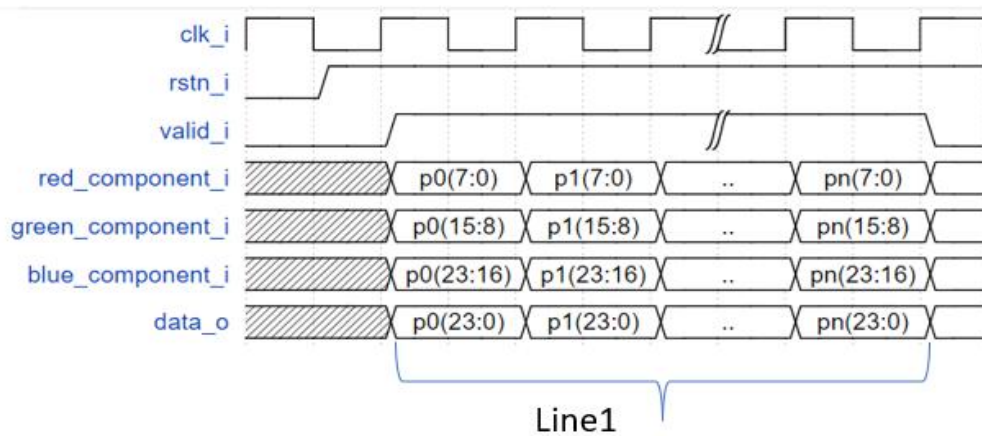 clk_i
rstn_i
valid_i
red_component_i p0(7:0) p1(7:0) .. pn(7:0)
green_component_i p0(15:8) p1(15:8) .. pn(15:8)
blue_component_i p0(23:16) p1(23:16) .. pn(23:16)
data_o p0(23:0) p1(23:0) .. pn(23:0)
Line1